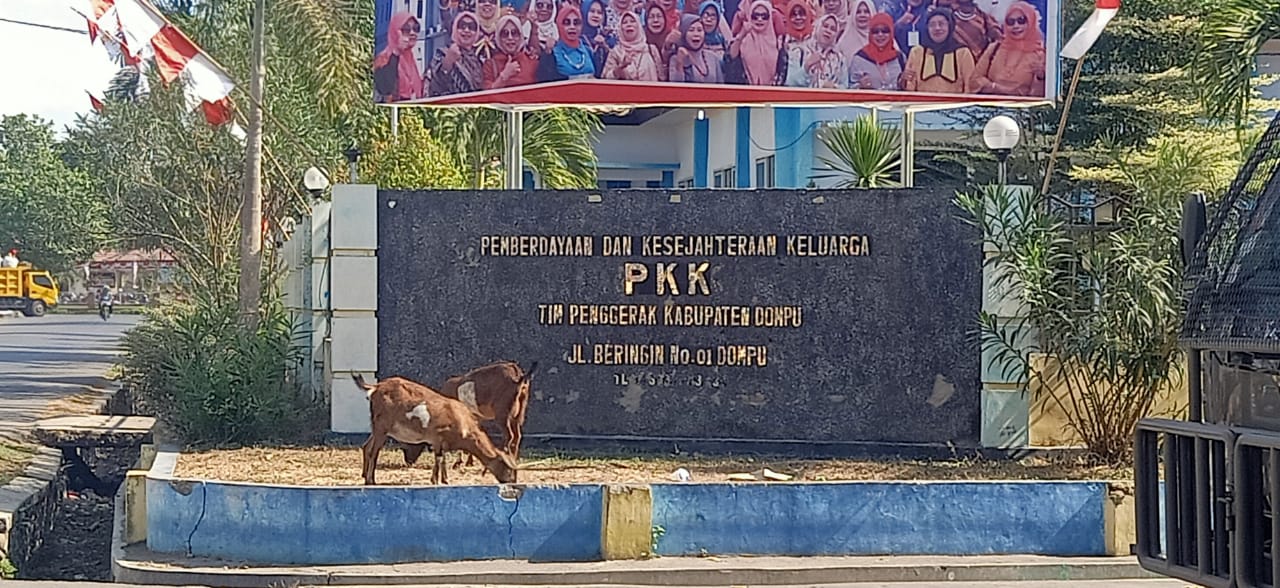 PEMBERDAYAAN DAN KESEJAHTERAAN KELUARGA
PKK
TIM PENGGERAK KABUPATEN DOMPU
JL. BERINGIN No.01 DOMPU